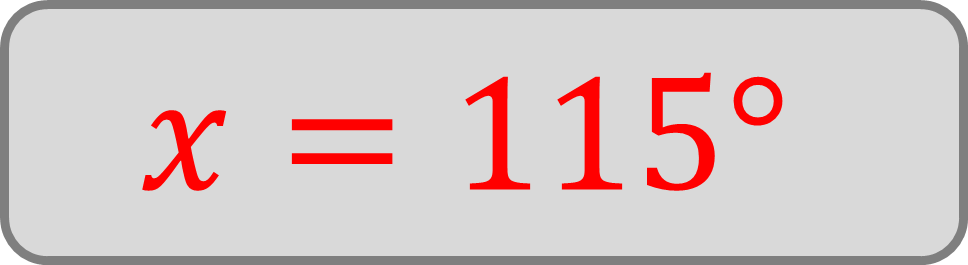 x = 115°